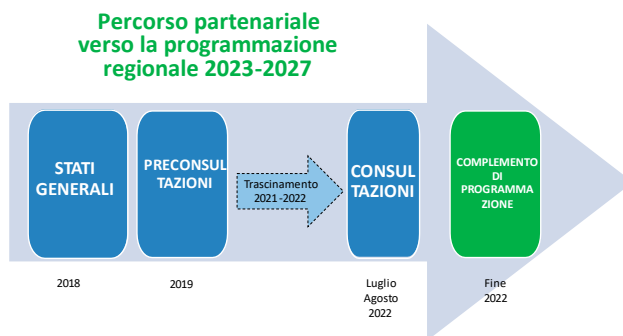 Percorso partenariale
verso la programmazione
regionale 2023-2027
STATI
GENERALI
PRECONSUL
TAZIONI
Trascinamento
2021-2022
CONSUL
TAZIONI
COMPLEMENTO
DI
PROGRAMMA
ZIONE
2018
2019
Luglio
Agosto
2022
Fine
2022